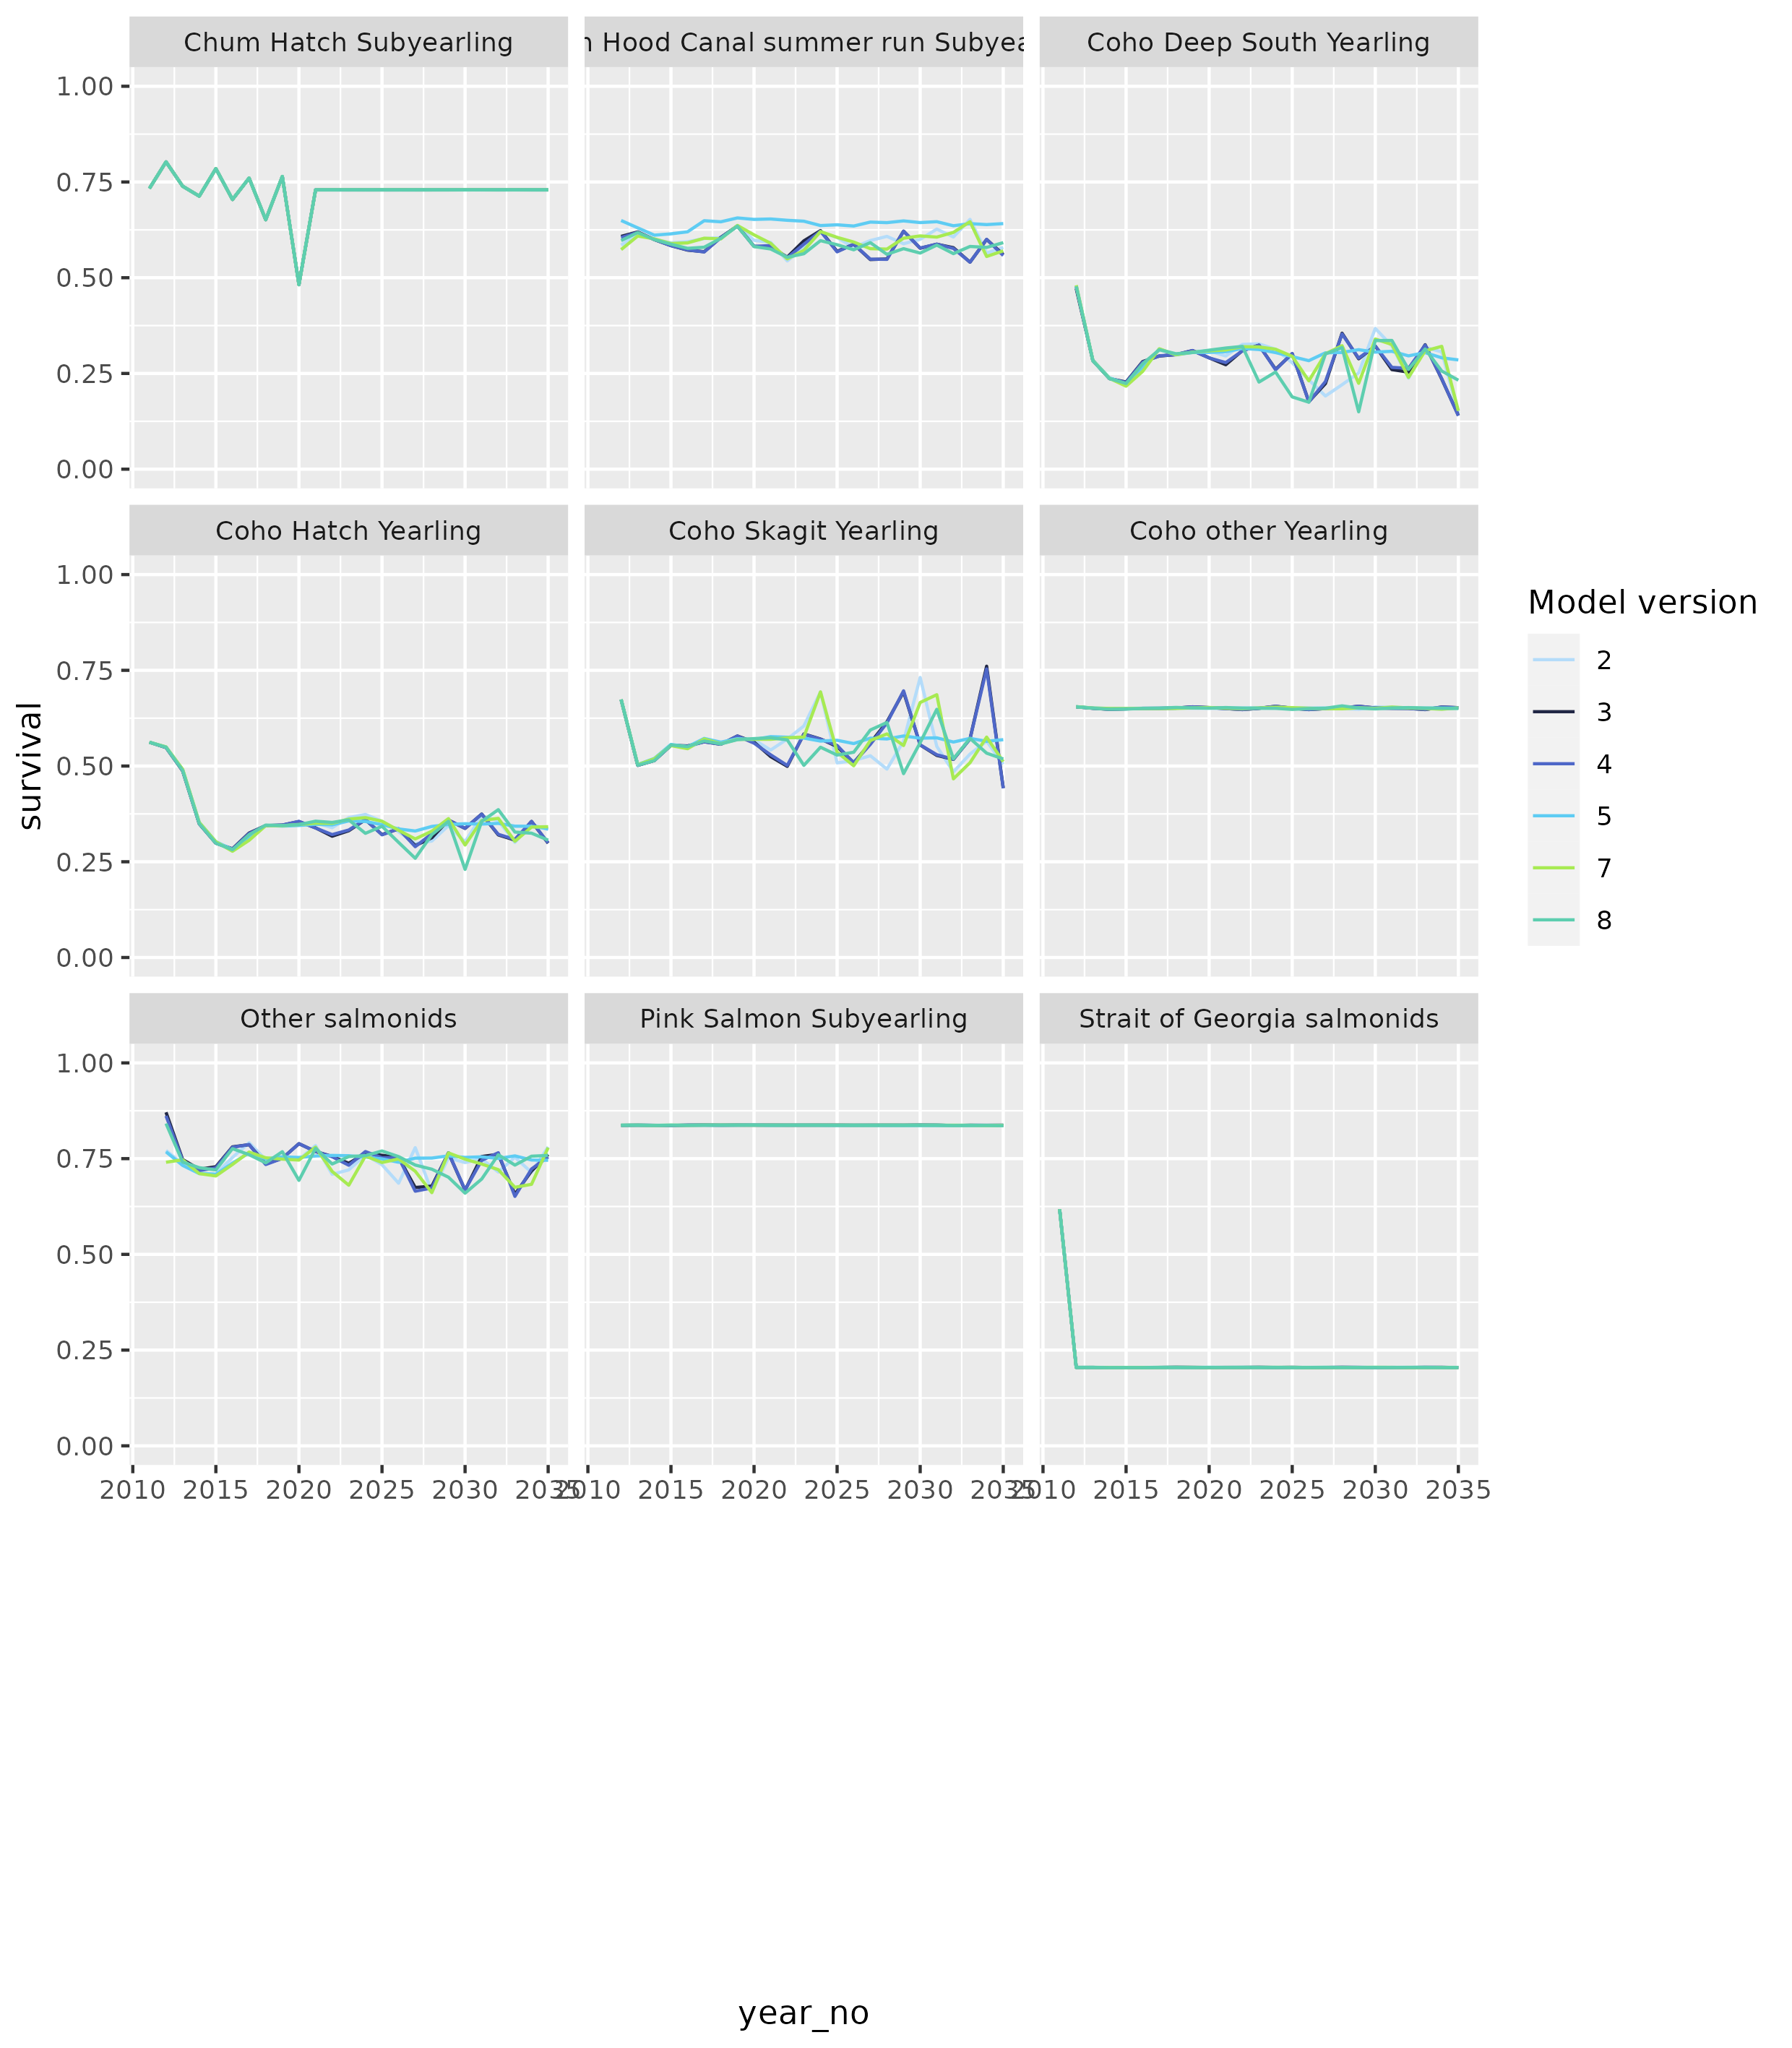 Chum Hatch Subyearling
Hood Canal summer run
Coho Deep South Yearling
1.00
0.75
0.50
0.25
0.00
Coho Hatch Yearling
Coho Skagit Yearling
Coho other Yearling
1.00
0.75
0.50
0.25
0.00
survival
Model version
2
3
4
5
7
8
Other salmonids
Pink Salmon Subyearling
Strait of Georgia salmonids
1.00
0.75
0.50
0.25
0.00
2010 2015 2020 2025 2030 2035
2010 2015 2020 2025 2030 2035
2010 2015 2020 2025 2030 2035
year_no